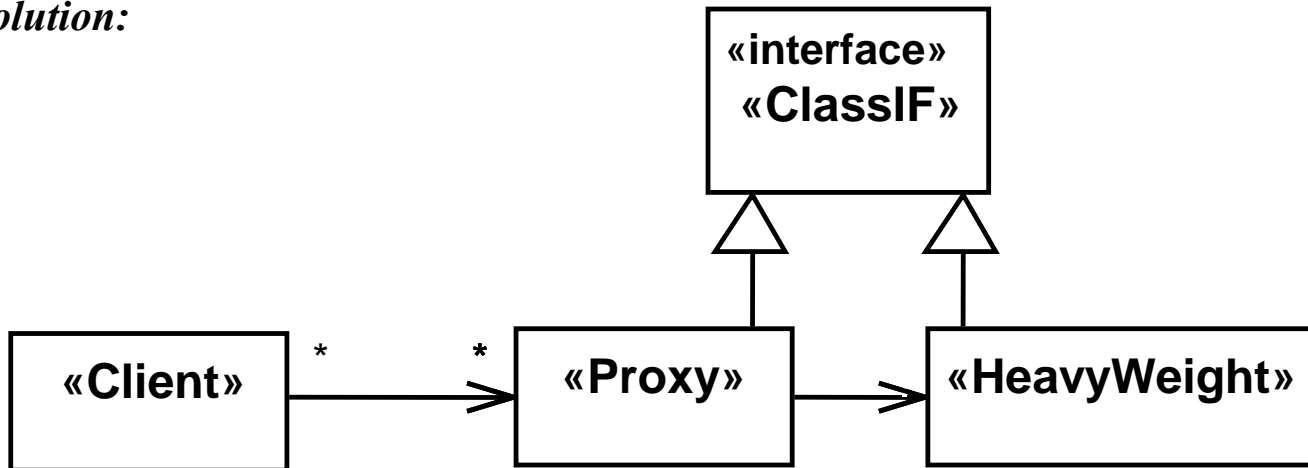 olution:
«interface»
«ClassIF»
* *
«Client»
«Proxy»
«HeavyWeight»